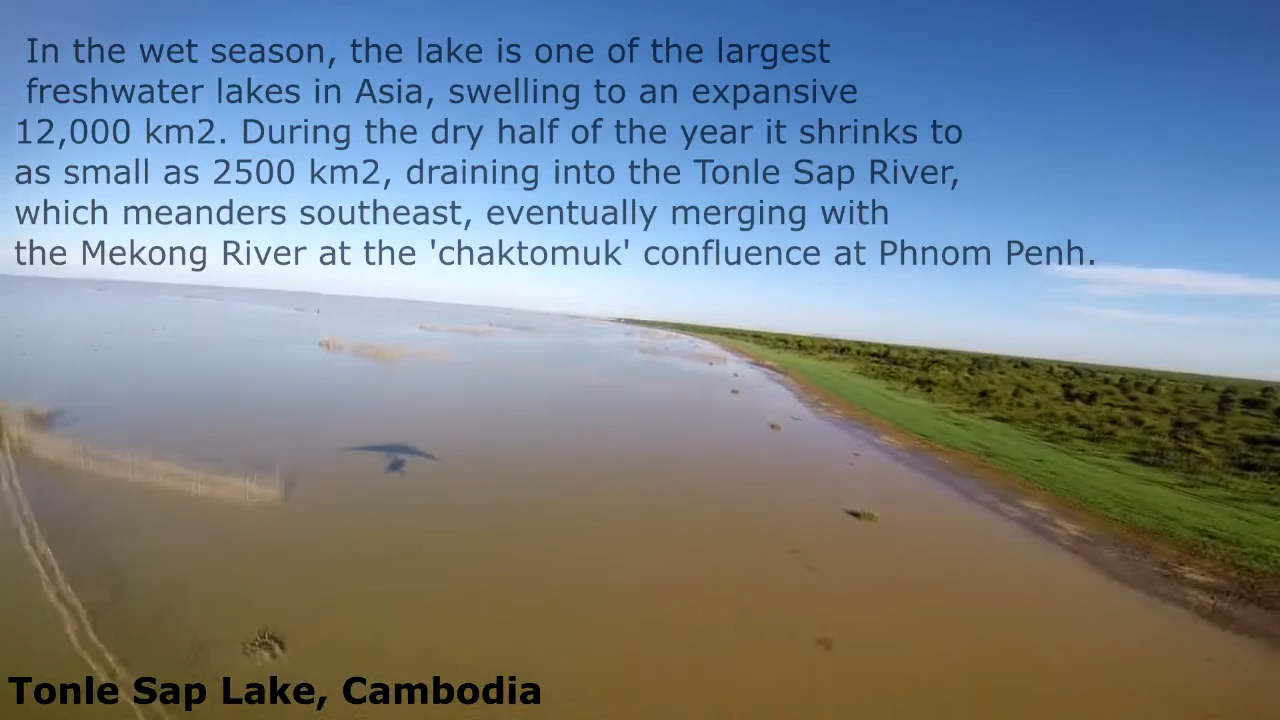 In the wet season, the lake is one of the largest
freshwater lakes in Asia, swelling to an expansive
12,000 km2. During the dry half of the year it shrinks to
as small as 2500 km2, draining into the Tonle Sap River,
which meanders southeast, eventually merging with
the Mekong River at the 'chaktomuk' confluence at Phnom Penh.
Tonle Sap Lake, Cambodia